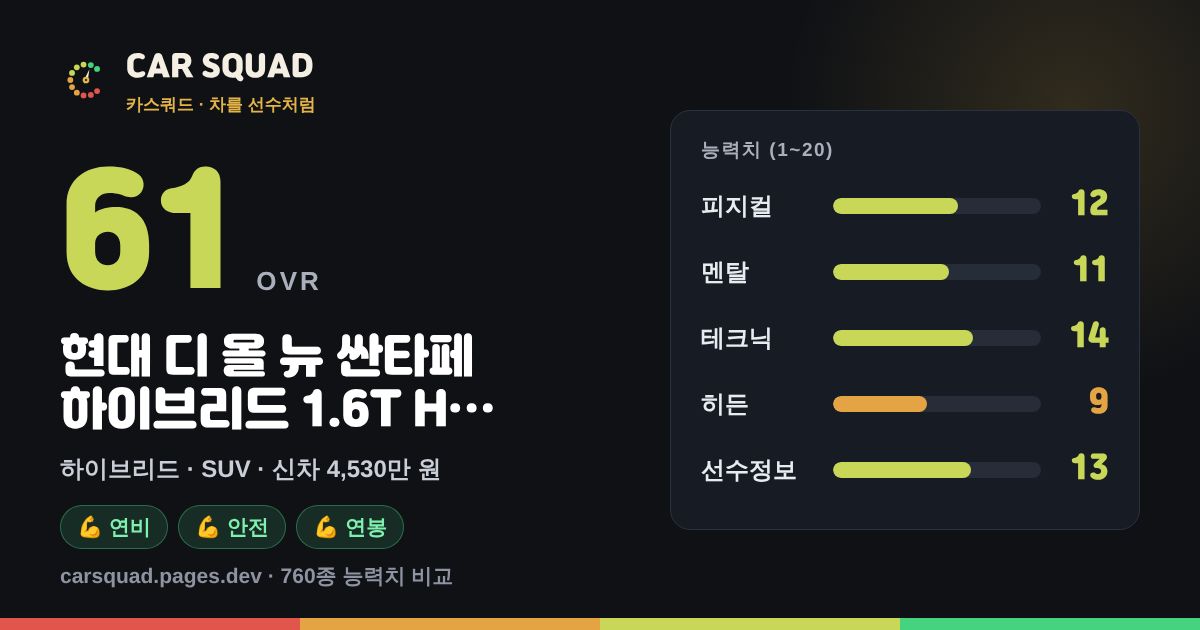 CAR SQUAD
카스쿼드 · 차를 선수처럼
61 OVR
현대 디 올 뉴 싼타페
하이브리드 1.6T H…
하이브리드 · SUV · 신차 4,530만 원
💪 연비 💪 안전 💪 연봉
carsquad.pages.dev · 760종 능력치 비교
능력치 (1~20)
피지컬 12
멘탈 11
테크닉 14
히든 9
선수정보 13